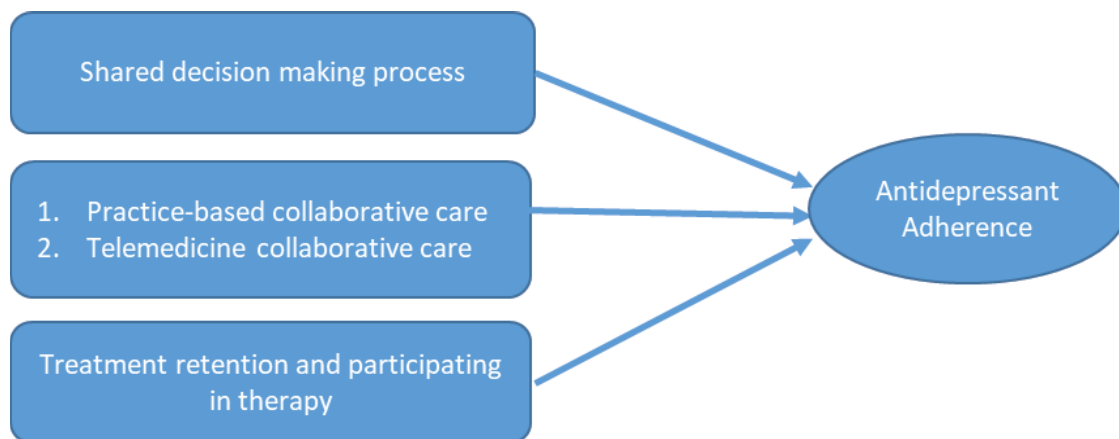 Shared decision making process
1. Practice-based collaborative care
2. Telemedicine collaborative care
Treatment retention and participating
in therapy
Antidepressant
Adherence